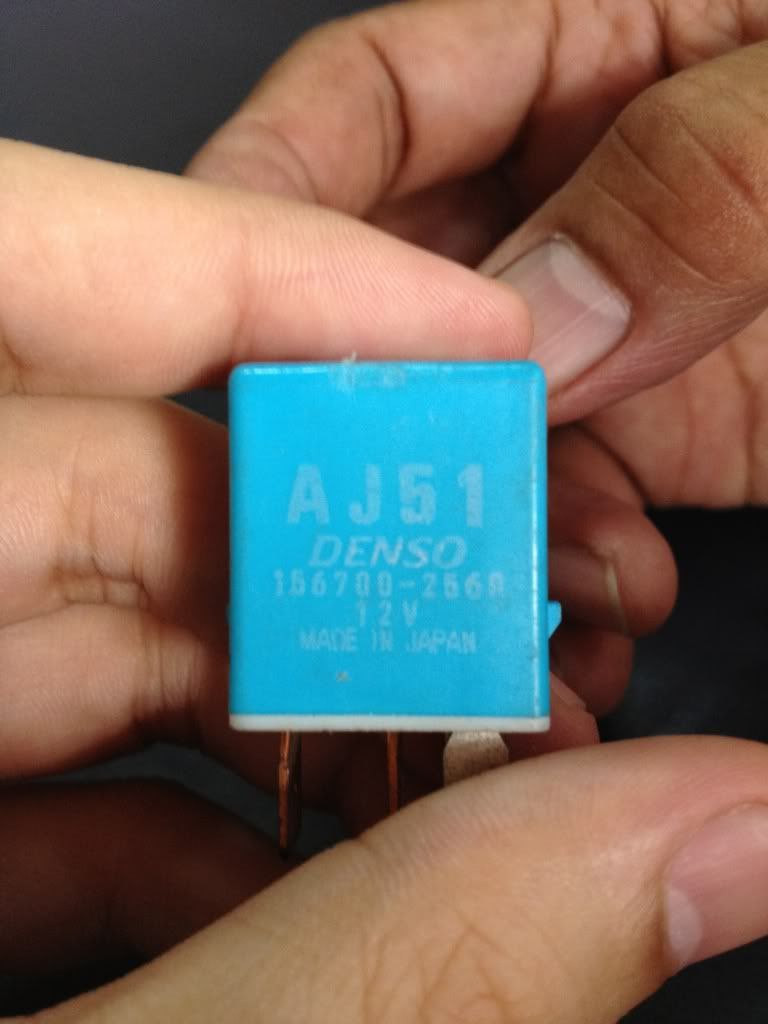 AJ51
DENSO
156700-2560
12V
MADE IN JAPAN